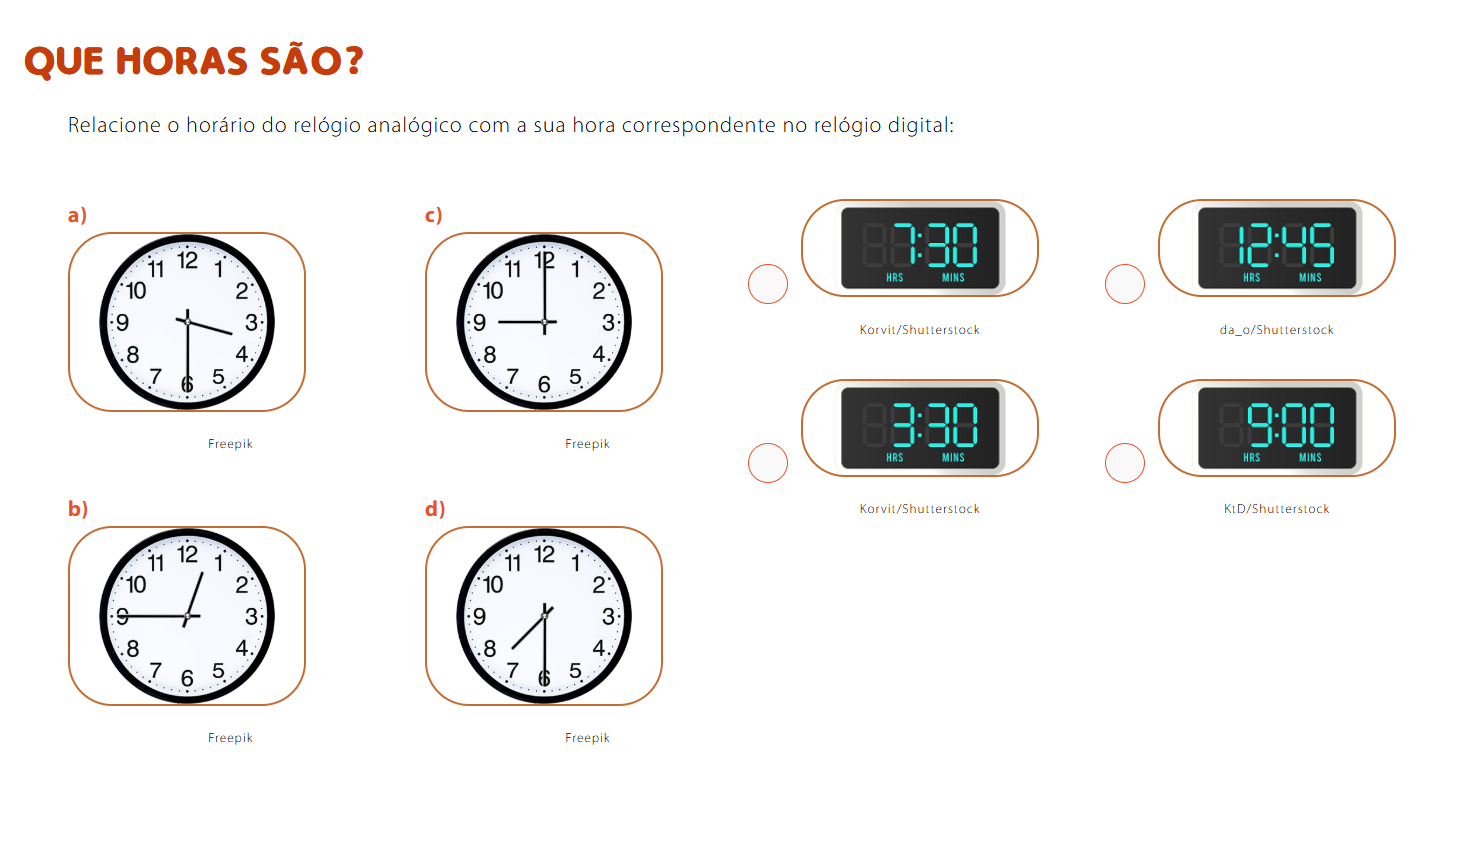 QUE HORAS SÃO?
Relacione o horário do relógio analógico com a sua hora correspondente no relógio digital:
a)
12
1
2
3
4
5
6
7
8
9
10
11
Freepik
c)
12
1
2
3
4
5
6
7
8
9
10
11
Freepik
b)
12
1
2
3
4
5
6
7
8
9
10
11
Freepik
d)
12
1
2
3
4
5
6
7
8
9
10
11
Freepik
7:30
HRS MINS
Korvit/Shutterstock
12:45
HRS MINS
da_o/Shutterstock
3:30
HRS MINS
Korvit/Shutterstock
9:00
HRS MINS
KtD/Shutterstock